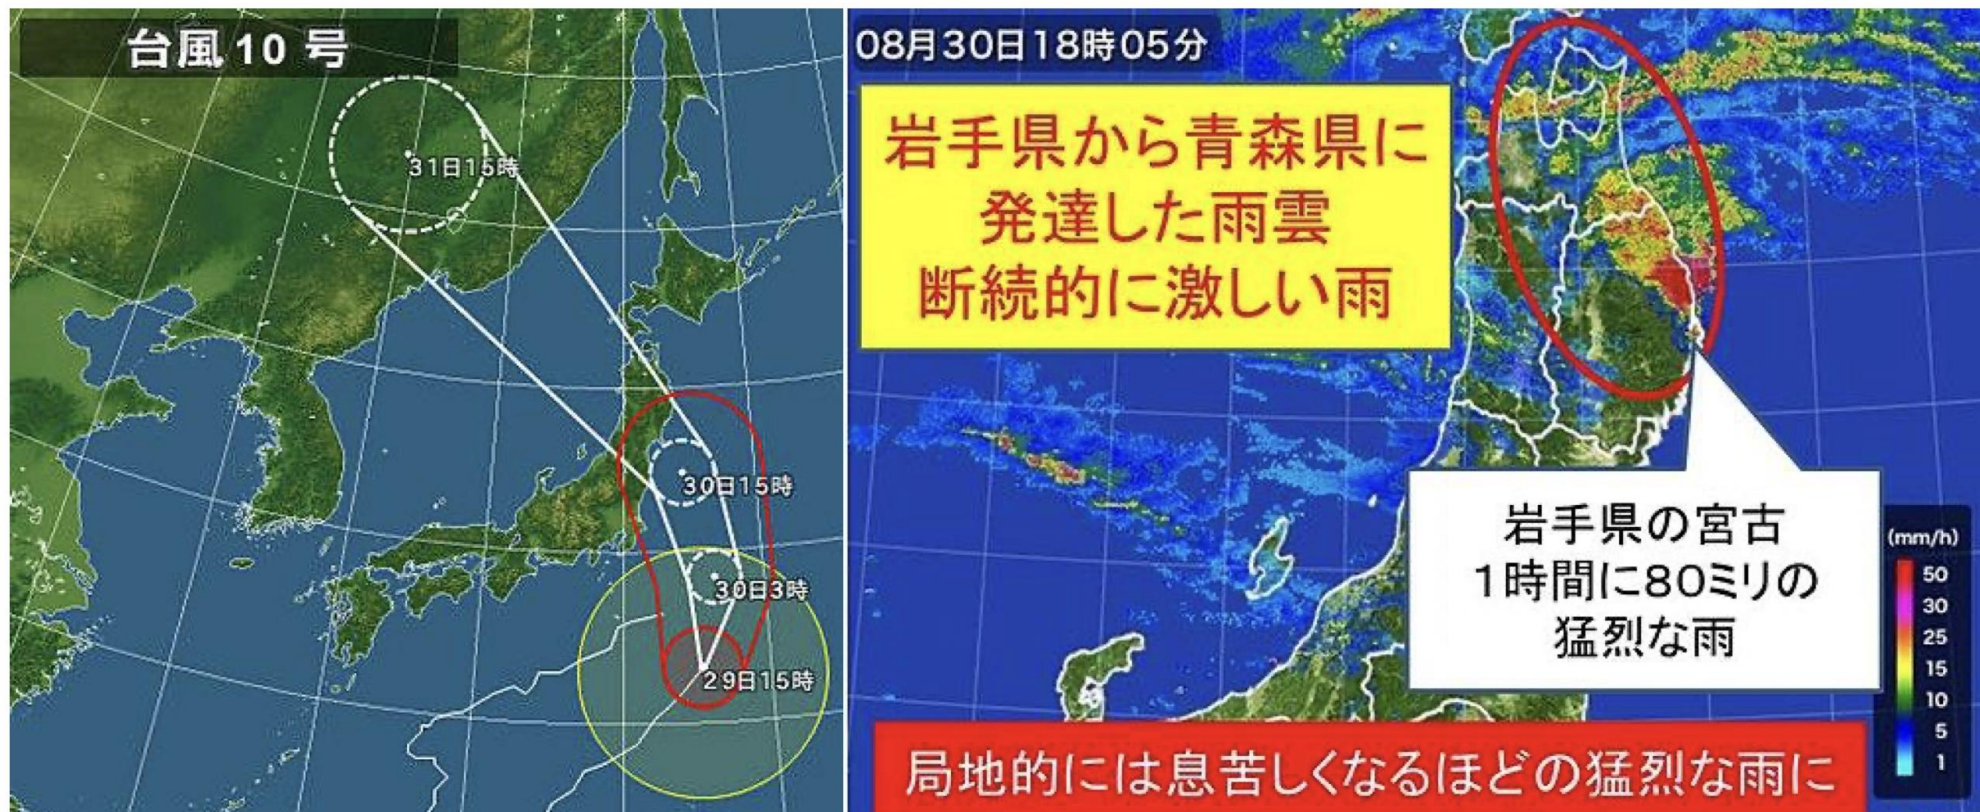 台風10 号
31日15時
30日15時
30日3時
29日15時
08月30日18時05分
岩手県から青森県に
発達した雨雲
断続的に激しい雨
岩手県の宮古
1時間に80ミリの
猛烈な雨
(mm/h)
50
30
25
15
10
5
1
局地的には息苦しくなるほどの猛烈な雨に